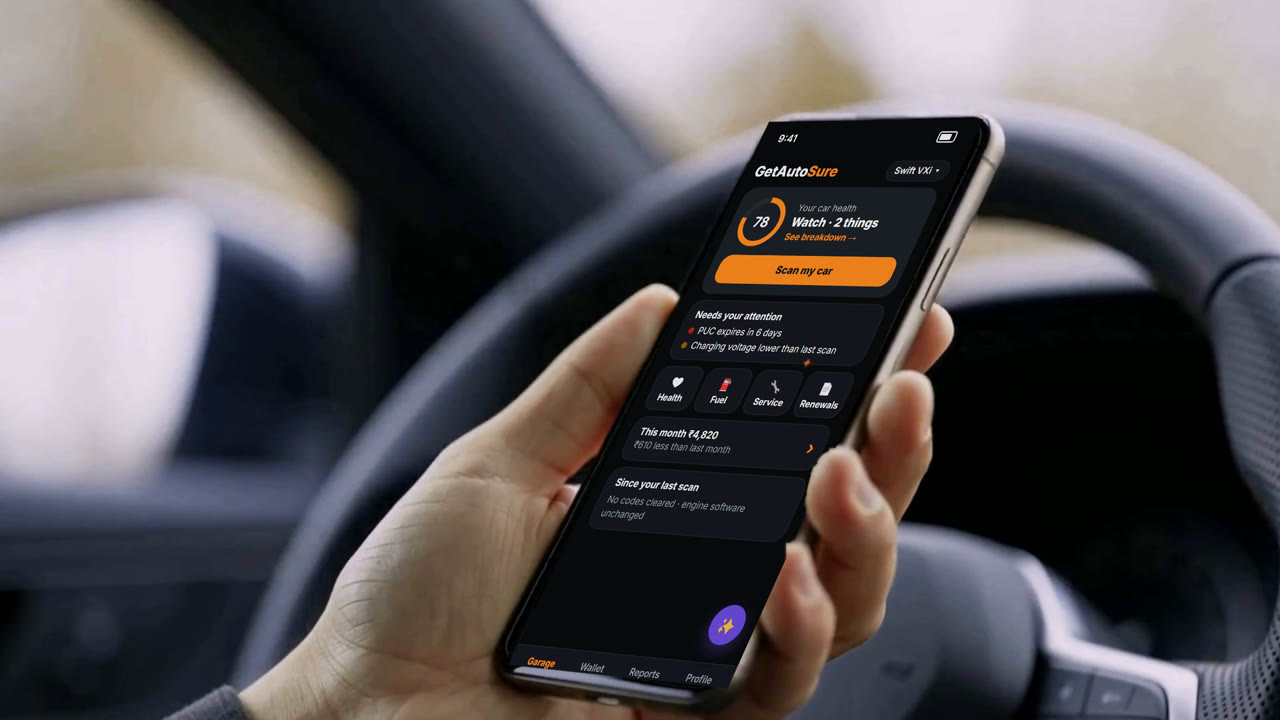 9:41
GetAutoSure
Swift VXi
78
Your car health
Watch · 2 things
See breakdown →
Scan my car
Needs your attention
PUC expires in 6 days
Charging voltage lower than last scan
Health
Fuel
Service
Renewals
This month ₹4,820
₹610 less than last month
Since your last scan
No codes cleared · engine software
unchanged
Garage
Wallet
Reports
Profile